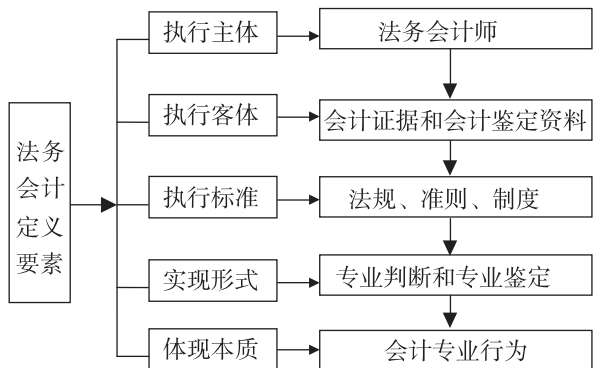 法务
会计
定义
要素
执行主体
法务会计师
执行客体
会计证据和会计鉴定资料
执行标准
法规、准则、制度
实现形式
专业判断和专业鉴定
体现本质
会计专业行为